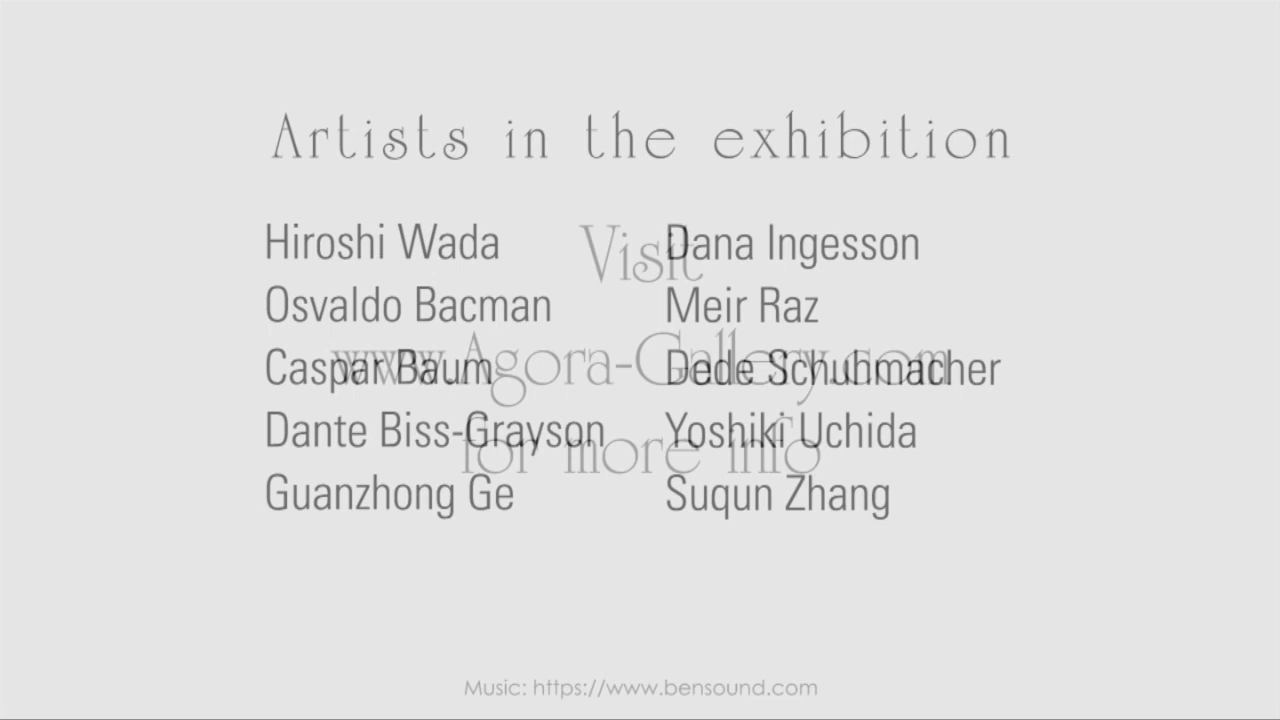 Artists in the exhibition
Hiroshi Wada
Osvaldo Bacman
Caspar Baum
Dante Biss-Grayson
Guanzhong Ge
Dana Ingesson
Meir Raz
Dede Schuhmacher
Yoshiki Uchida
Suqun Zhang
Visit
www.Agora-Gallery.com
for more info
Music: https://www.bensound.com